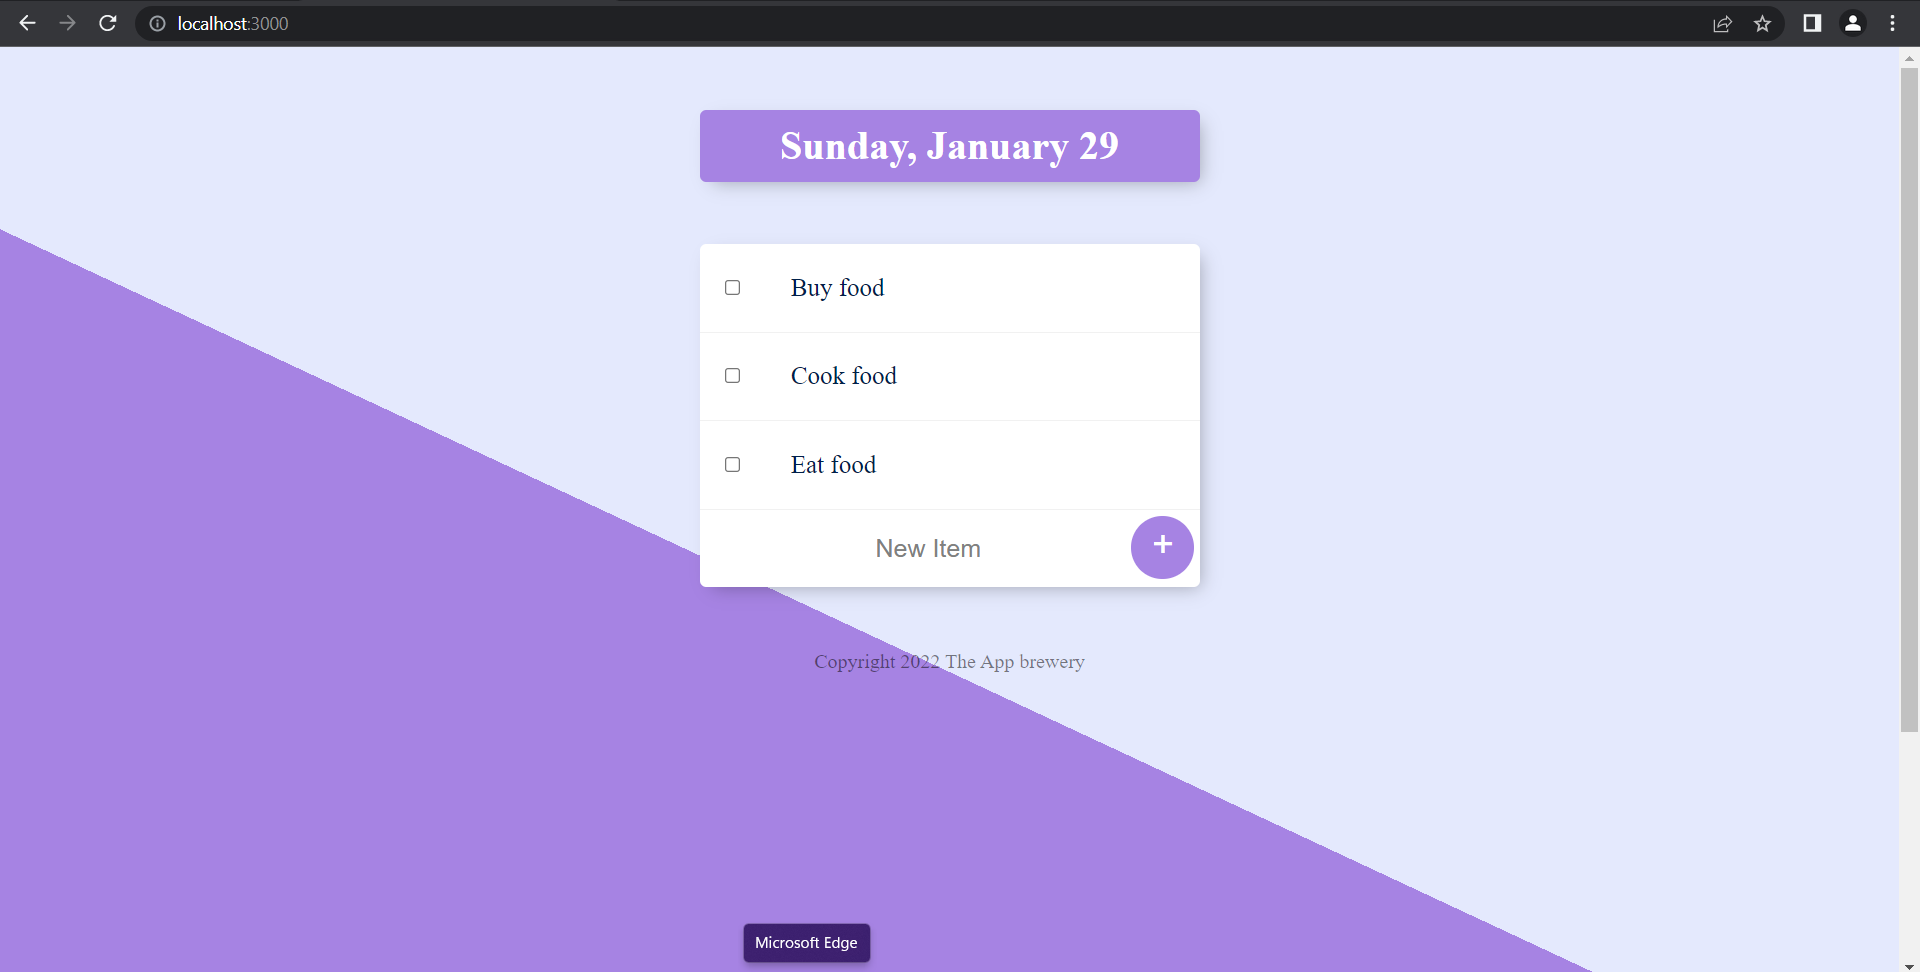 localhost:3000
Sunday, January 29
Buy food
Cook food
Eat food
New Item
+
Copyright 2022 The App brewery
Microsoft Edge